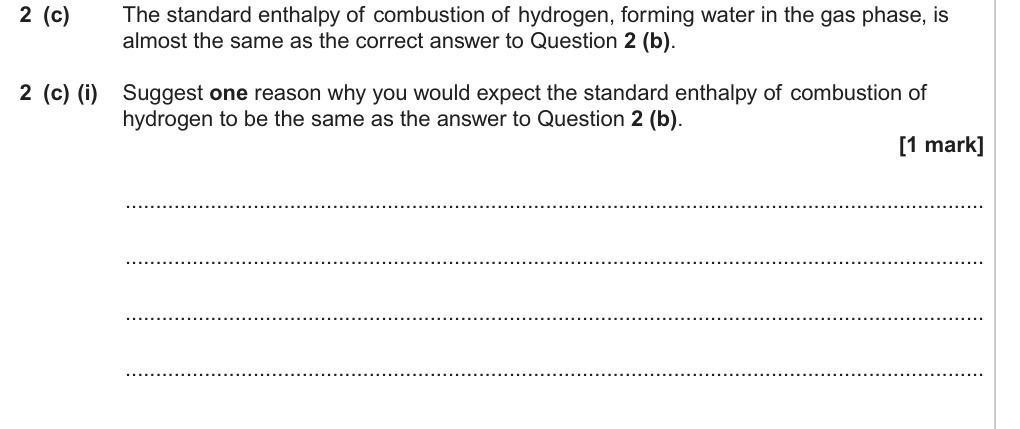 2 (c) The standard enthalpy of combustion of hydrogen, forming water in the gas phase, is
almost the same as the correct answer to Question 2 (b).
2 (c) (i) Suggest one reason why you would expect the standard enthalpy of combustion of
hydrogen to be the same as the answer to Question 2 (b).
[1 mark]